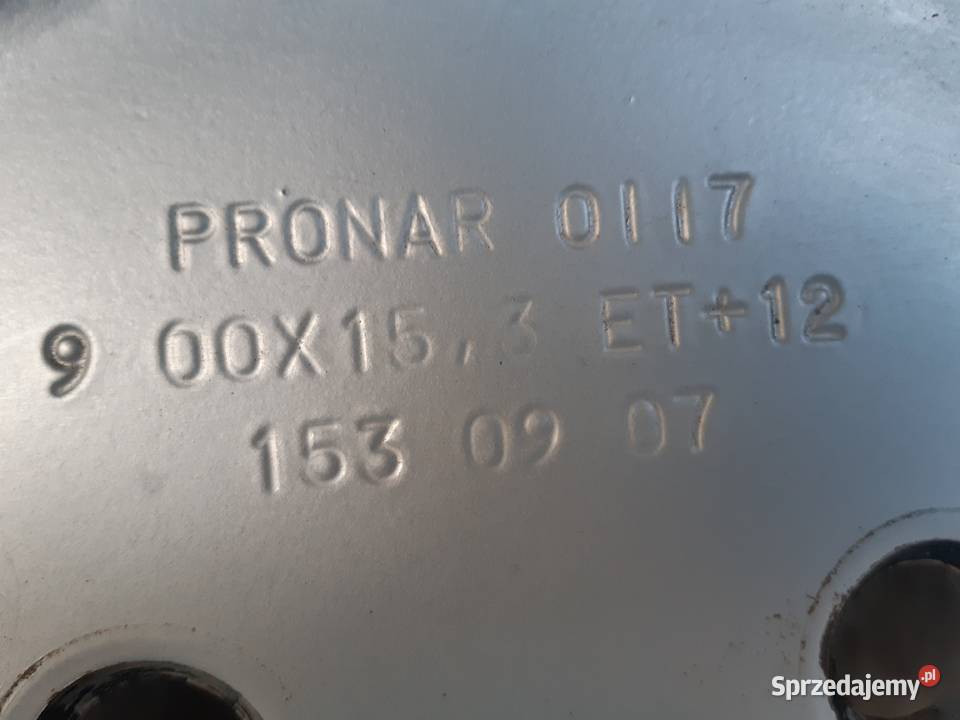 PRONAR 0117
9 00X15,3 ET+12
153 09 07
Sprzedajemy.pl